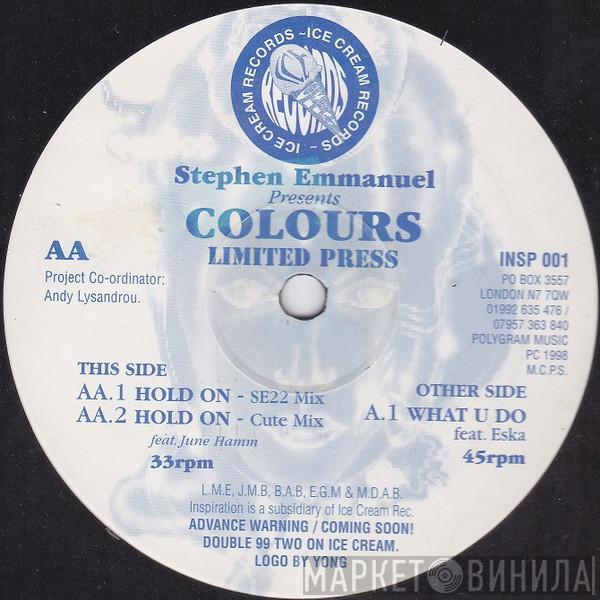 ICE CREAM RECORDS ~ ICE CREAM RECORDS ~
RECORDS
Stephen Emmanuel
Presents
COLOURS
LIMITED PRESS
AA
Project Co-ordinator:
Andy Lysandrou.
INSP 001
PO BOX 3557
LONDON N7 7QW
01992 635 476 /
07957 363 840
POLYGRAM MUSIC
PC 1998
M.C.P.S.
THIS SIDE
AA.1 HOLD ON - SE22 Mix
AA.2 HOLD ON - Cute Mix
feat. June Hamm
33rpm
OTHER SIDE
A.1 WHAT U DO
feat. Eska
45rpm
L.M.E, J.M.B, B.A.B, E.G.M & M.D.A.B.
Inspiration is a subsidiary of Ice Cream Rec.
ADVANCE WARNING / COMING SOON!
DOUBLE 99 TWO ON ICE CREAM.
LOGO BY YONG
МАРКЕТ ВИНИЛА